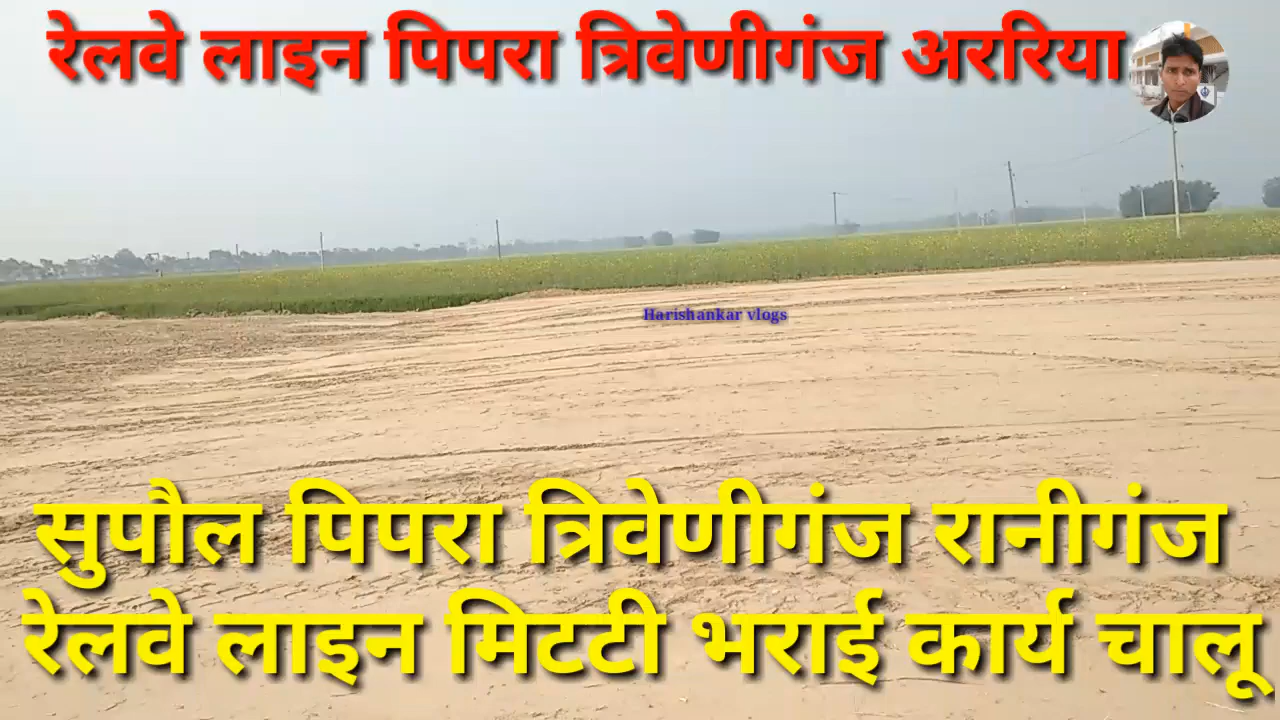 रेलवे लाइन पिपरा त्रिवेणीगंज अररिया
Harishankar vlogs
सुपौल पिपरा त्रिवेणीगंज रानीगंज
रेलवे लाइन मिटटी भराई कार्य चालू